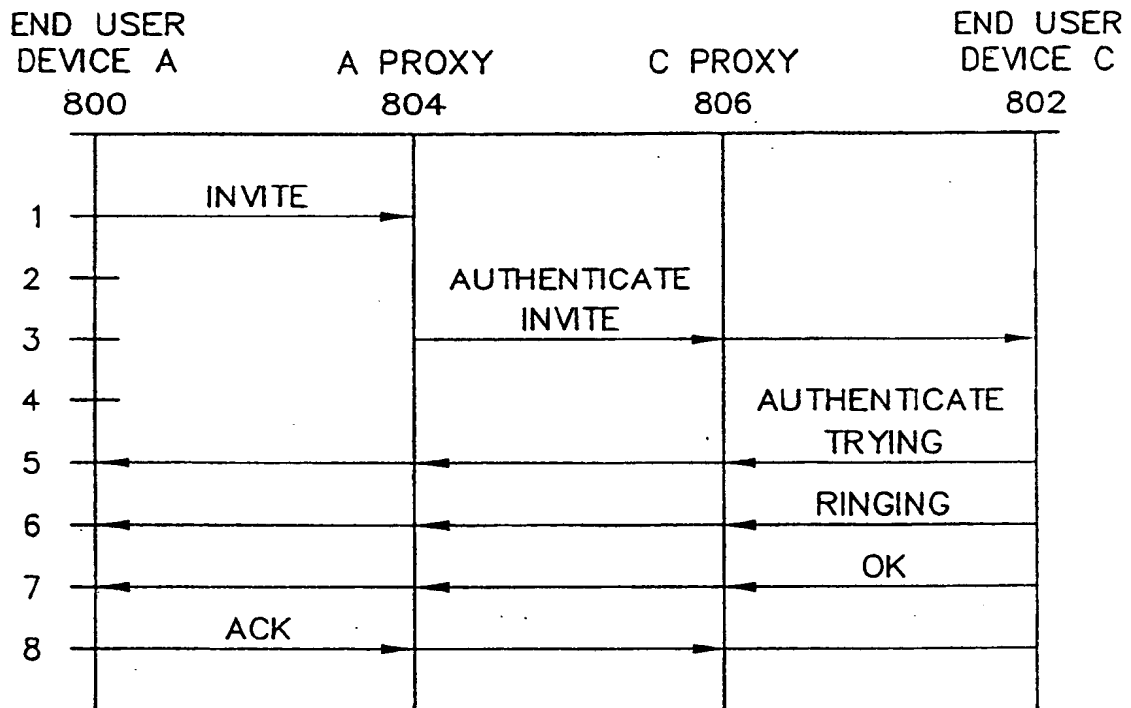 END USER
DEVICE A
800
A PROXY
804
C PROXY
806
END USER
DEVICE C
802
1
INVITE
2
AUTHENTICATE
3
INVITE
4
AUTHENTICATE
5
TRYING
6
RINGING
7
OK
8
ACK